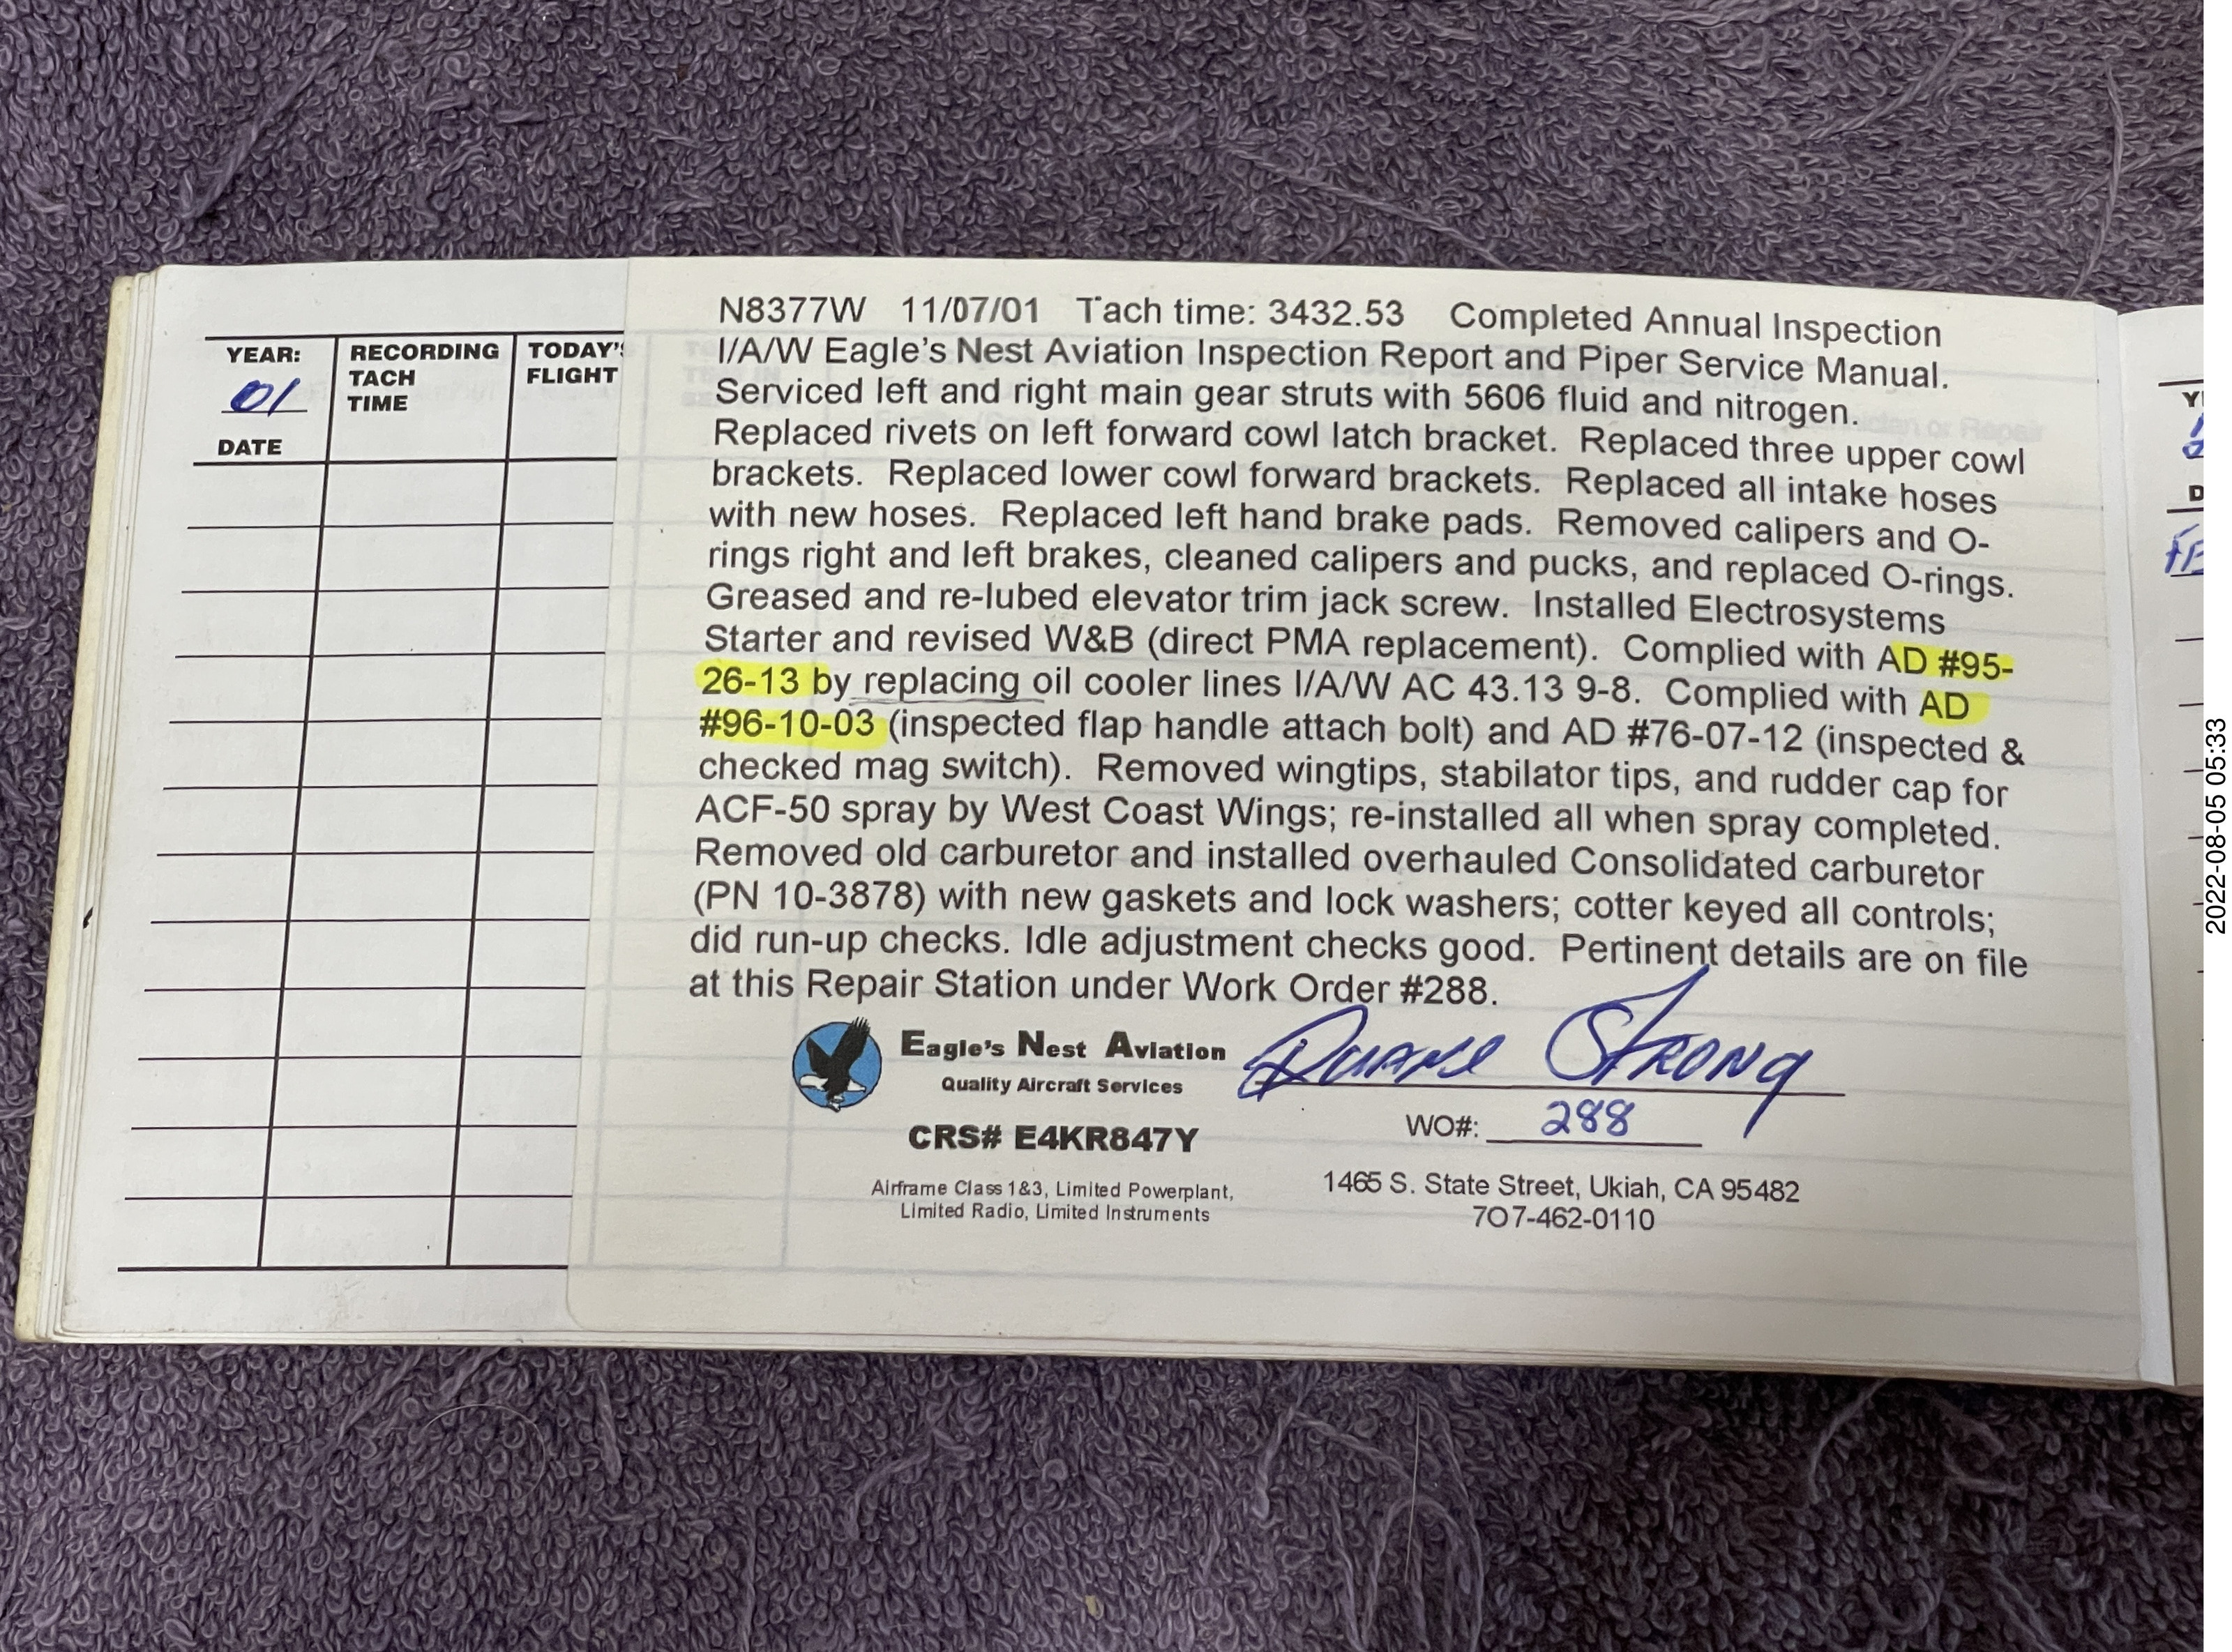 YEAR:
01
DATE
RECORDING
TACH
TIME
TODAY'S
FLIGHT
N8377W 11/07/01 Tach time: 3432.53 Completed Annual Inspection
I/A/W Eagle's Nest Aviation Inspection Report and Piper Service Manual.
Serviced left and right main gear struts with 5606 fluid and nitrogen.
Replaced rivets on left forward cowl latch bracket. Replaced three upper cowl
brackets. Replaced lower cowl forward brackets. Replaced all intake hoses
with new hoses. Replaced left hand brake pads. Removed calipers and O-
rings right and left brakes, cleaned calipers and pucks, and replaced O-rings.
Greased and re-lubed elevator trim jack screw. Installed Electrosystems
Starter and revised W&B (direct PMA replacement). Complied with AD #95-
26-13 by replacing oil cooler lines I/A/W AC 43.13 9-8. Complied with AD
#96-10-03 (inspected flap handle attach bolt) and AD #76-07-12 (inspected &
checked mag switch). Removed wingtips, stabilator tips, and rudder cap for
ACF-50 spray by West Coast Wings; re-installed all when spray completed.
Removed old carburetor and installed overhauled Consolidated carburetor
(PN 10-3878) with new gaskets and lock washers; cotter keyed all controls;
did run-up checks. Idle adjustment checks good. Pertinent details are on file
at this Repair Station under Work Order #288.
Eagle's Nest Aviation
Quality Aircraft Services
CRS# E4KR847Y
Airframe Class 1&3, Limited Powerplant,
Limited Radio, Limited Instruments
Duane Strong
WO#: 288
1465 S. State Street, Ukiah, CA 95482
707-462-0110
2022-08-05 05:33